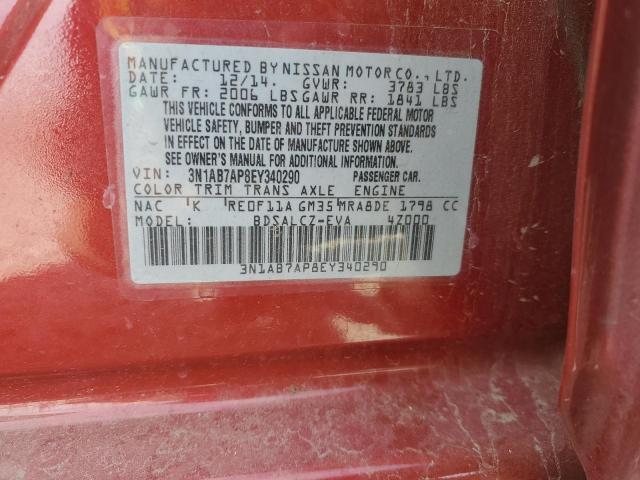 MANUFACTURED BY NISSAN MOTOR CO., LTD.
DATE: 12/14. GVWR: 3783 LBS
GAWR FR: 2006 LBS GAWR RR: 1841 LBS
THIS VEHICLE CONFORMS TO ALL APPLICABLE FEDERAL MOTOR
VEHICLE SAFETY, BUMPER AND THEFT PREVENTION STANDARDS
IN EFFECT ON THE DATE OF MANUFACTURE SHOWN ABOVE.
SEE OWNER'S MANUAL FOR ADDITIONAL INFORMATION.
VIN: 3N1AB7AP8EY340290 PASSENGER CAR.
COLOR TRIM TRANS AXLE ENGINE
NAC K RE0F11A GM35 MRA8DE 1798 CC
MODEL: BDSALCZ-EVA 4Z000
3N1AB7AP8EY340290